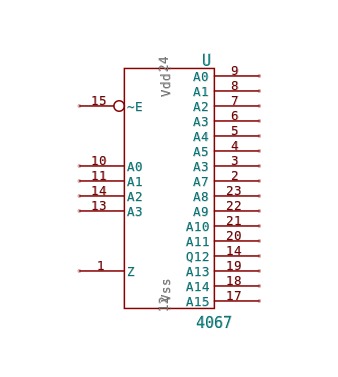 U
24
Vdd
A0 9
A1 8
15 ~E A2 7
A3 6
A4 5
A5 4
10 A0 A3 3
11 A1 A7 2
14 A2 A8 23
13 A3 A9 22
A10 21
A11 20
Q12 14
1 Z A13 19
A14 18
A15 17
Vss
12
4067